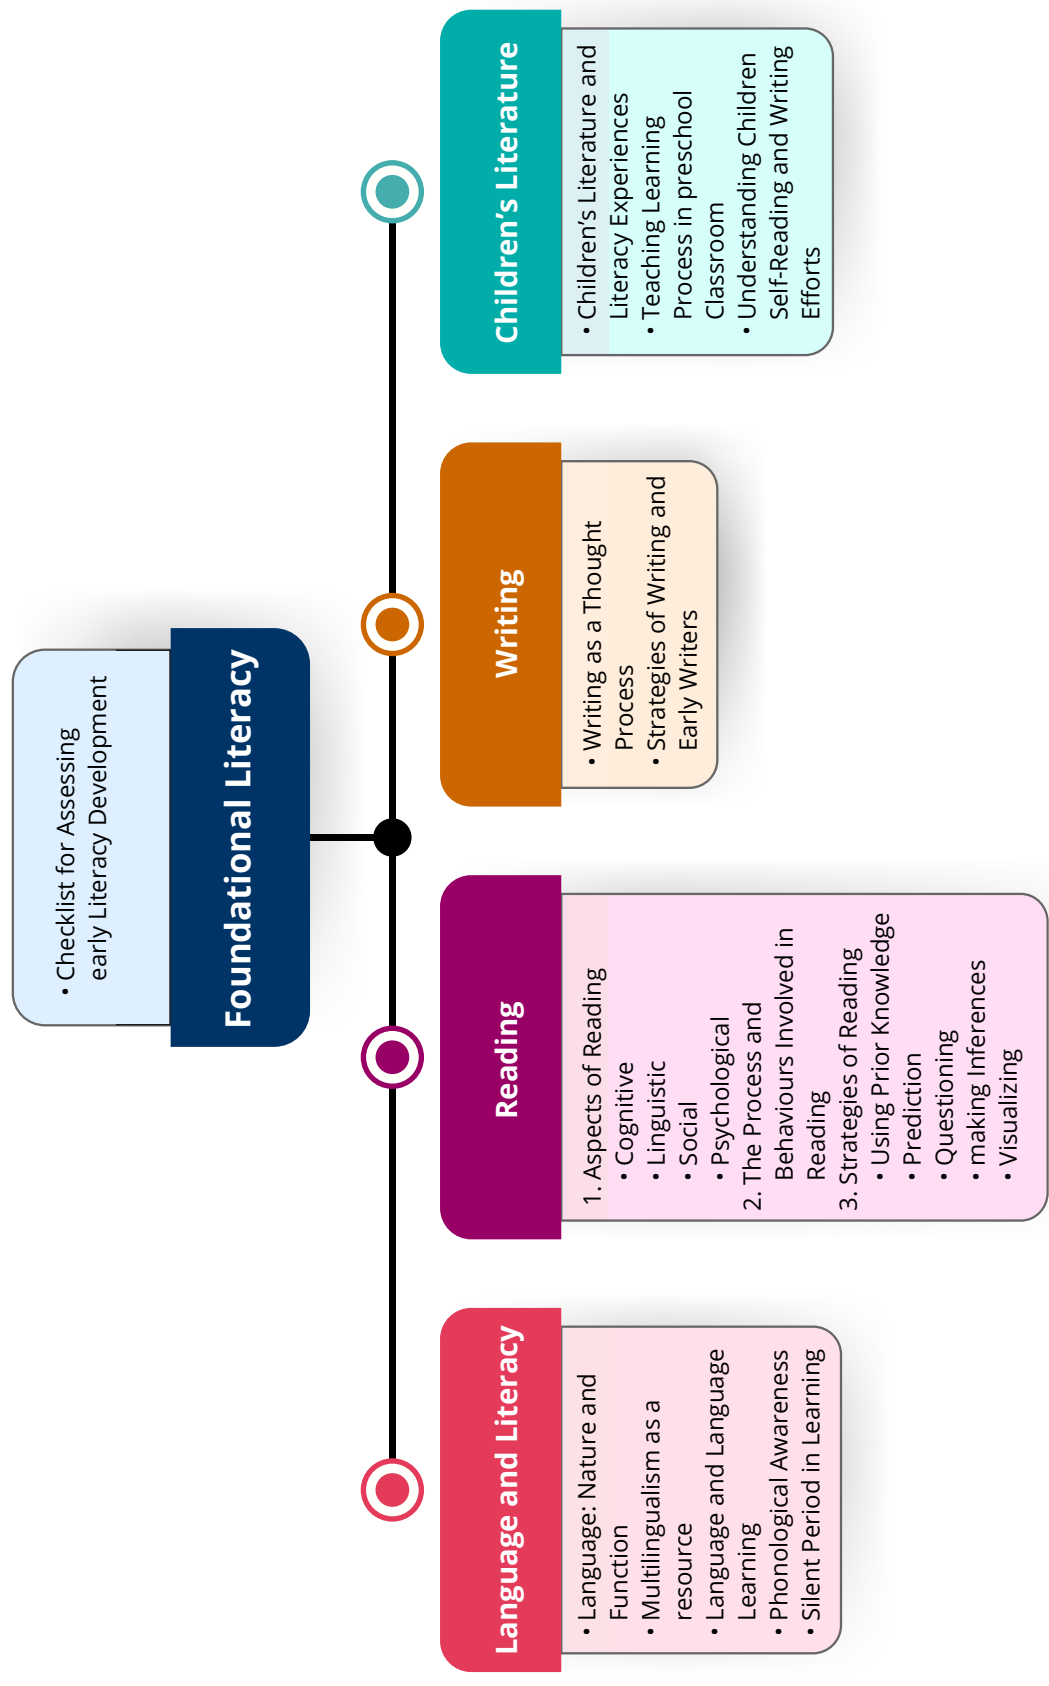 • Checklist for Assessing
early Literacy Development
Foundational Literacy
Language and Literacy
• Language: Nature and
Function
• Multilingualism as a
resource
• Language and Language
Learning
• Phonological Awareness
• Silent Period in Learning
Reading
1. Aspects of Reading
• Cognitive
• Linguistic
• Social
• Psychological
2. The Process and
Behaviours Involved in
Reading
3. Strategies of Reading
• Using Prior Knowledge
• Prediction
• Questioning
• making Inferences
• Visualizing
Writing
• Writing as a Thought
Process
• Strategies of Writing and
Early Writers
Children’s Literature
• Children’s Literature and
Literacy Experiences
• Teaching Learning
Process in preschool
Classroom
• Understanding Children
Self-Reading and Writing
Efforts